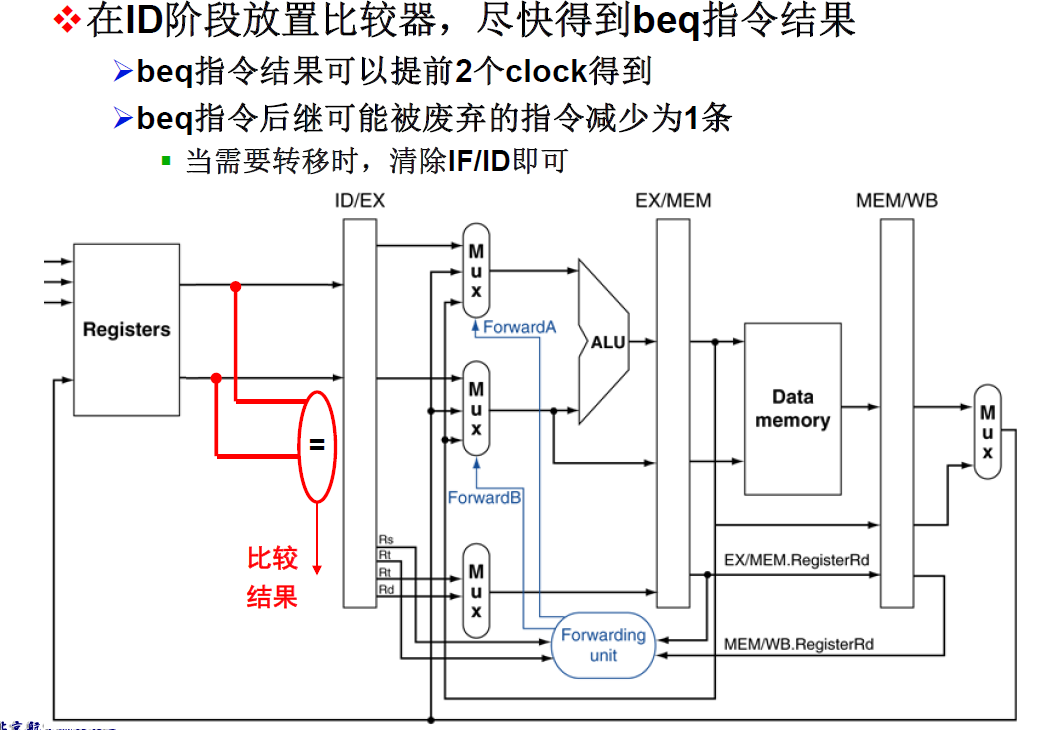 在ID阶段放置比较器，尽快得到beq指令结果
beq指令结果可以提前2个clock得到
beq指令后继可能被废弃的指令减少为1条
当需要转移时，清除IF/ID即可
ID/EX
EX/MEM
MEM/WB
Mux
Registers
ForwardA
ALU
Mux
Data
memory
Mux
=
ForwardB
比较
结果
Rs
Rt
Rt
Rd
Mux
EX/MEM.RegisterRd
Forwarding
unit
MEM/WB.RegisterRd